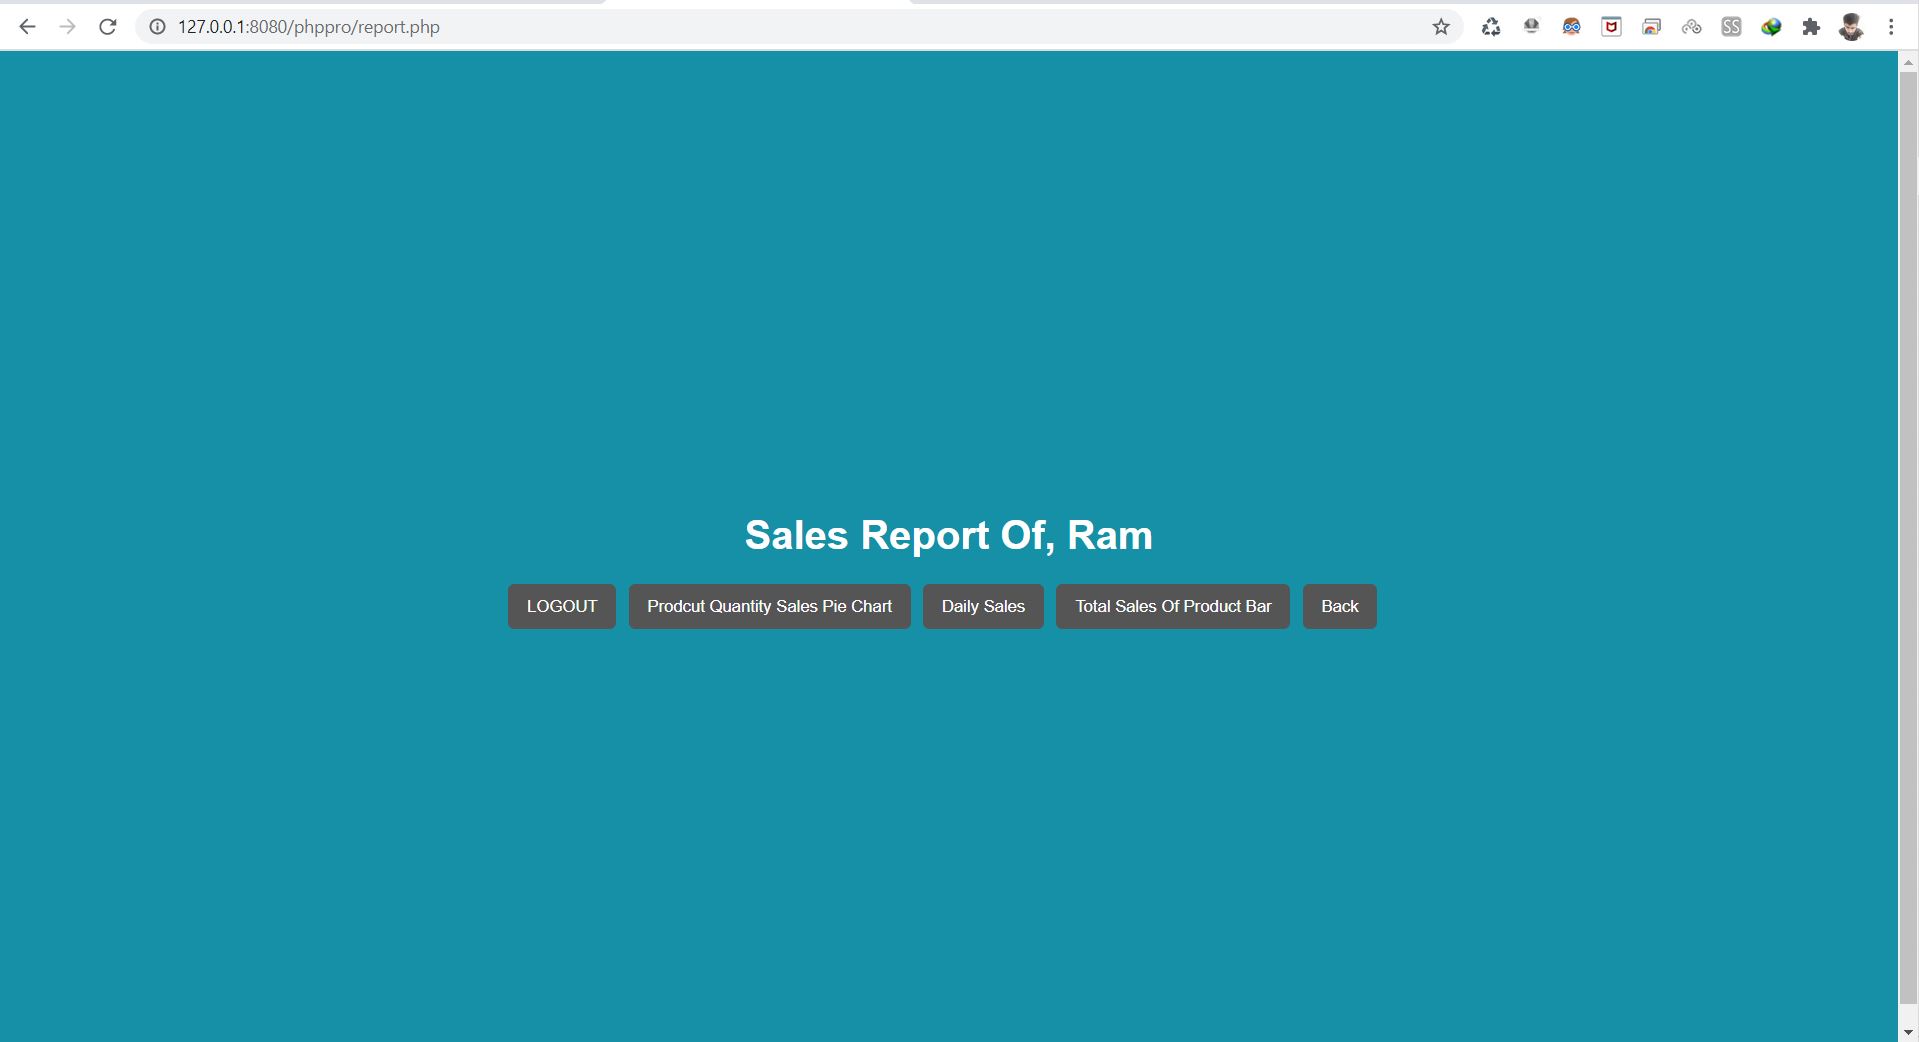 127.0.0.1:8080/phppro/report.php
SS
Sales Report Of, Ram
LOGOUT Prodcut Quantity Sales Pie Chart Daily Sales Total Sales Of Product Bar Back